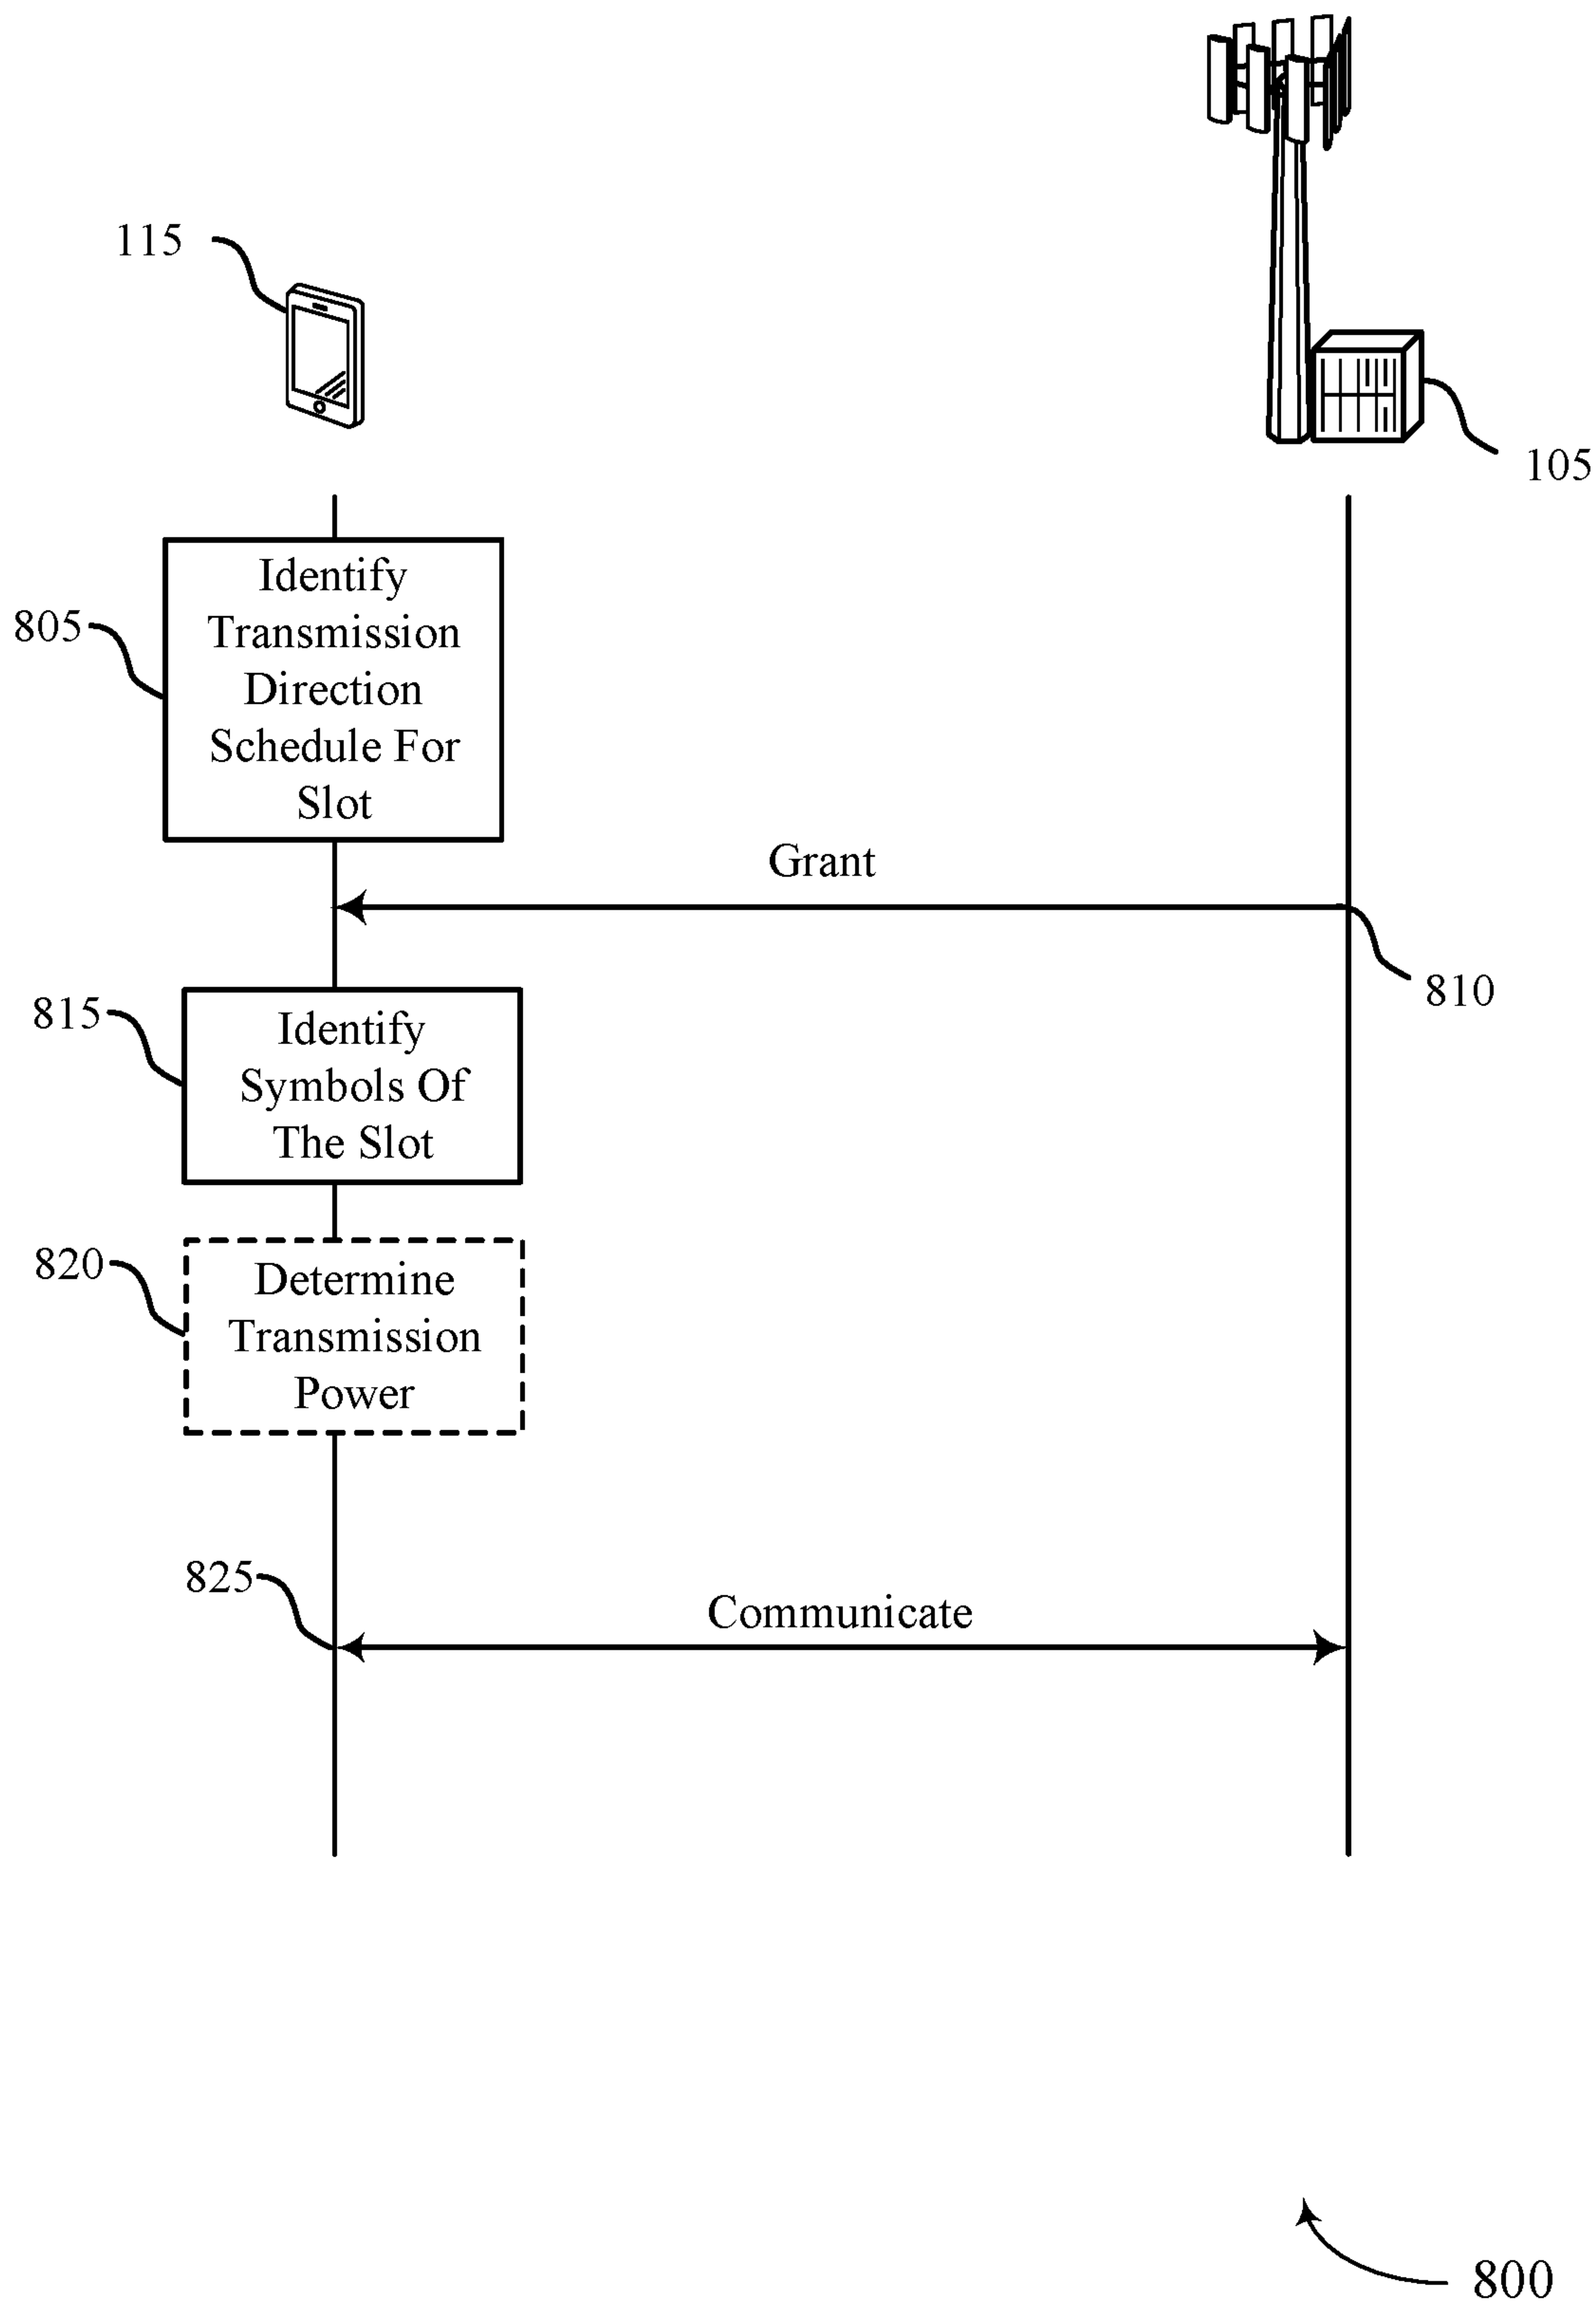 115
105
805
Identify
Transmission
Direction
Schedule For
Slot
Grant
810
815
Identify
Symbols Of
The Slot
820
Determine
Transmission
Power
825
Communicate
800